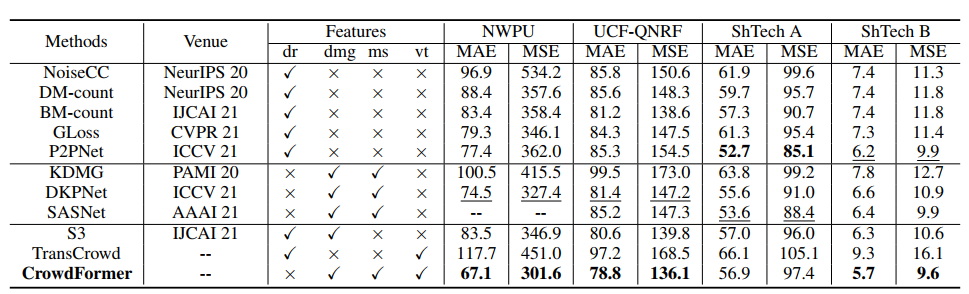 Methods Venue Features NWPU UCF-QNRF ShTech A ShTech B
dr dmg ms vt MAE MSE MAE MSE MAE MSE MAE MSE
NoiseCC NeurIPS 20 ✓ × × × 96.9 534.2 85.8 150.6 61.9 99.6 7.4 11.3
DM-count NeurIPS 20 ✓ × × × 88.4 357.6 85.6 148.3 59.7 95.7 7.4 11.8
BM-count IJCAI 21 ✓ × × × 83.4 358.4 81.2 138.6 57.3 90.7 7.4 11.8
GLoss CVPR 21 ✓ × × × 79.3 346.1 84.3 147.5 61.3 95.4 7.3 11.4
P2PNet ICCV 21 ✓ × × × 77.4 362.0 85.3 154.5 52.7 85.1 6.2 9.9
KDMG PAMI 20 × ✓ ✓ × 100.5 415.5 99.5 173.0 63.8 99.2 7.8 12.7
DKPNet ICCV 21 × ✓ ✓ × 74.5 327.4 81.4 147.2 55.6 91.0 6.6 10.9
SASNet AAAI 21 × ✓ ✓ × -- -- 85.2 147.3 53.6 88.4 6.4 9.9
S3 IJCAI 21 ✓ ✓ × × 83.5 346.9 80.6 139.8 57.0 96.0 6.3 10.6
TransCrowd -- ✓ × × ✓ 117.7 451.0 97.2 168.5 66.1 105.1 9.3 16.1
CrowdFormer -- × ✓ ✓ ✓ 67.1 301.6 78.8 136.1 56.9 97.4 5.7 9.6